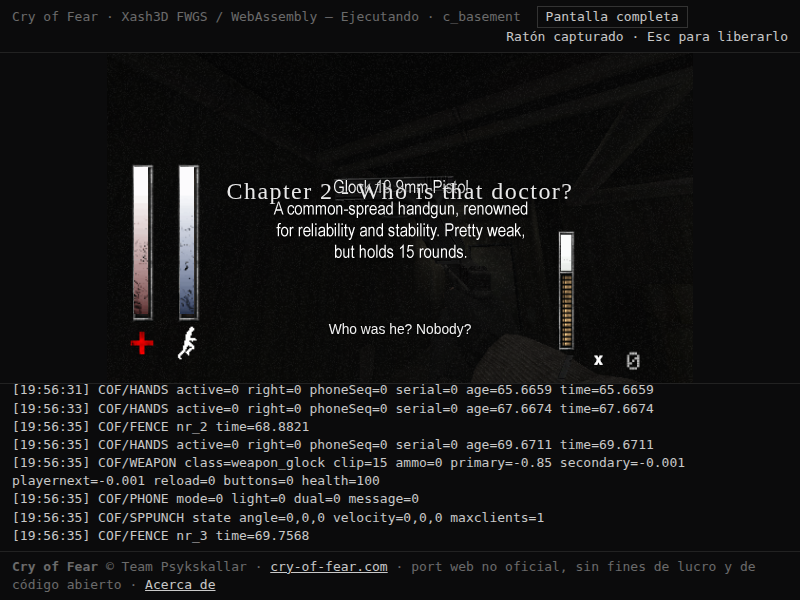 Cry of Fear · Xash3D FWGS / WebAssembly — Ejecutando · c_basement
Pantalla completa
Ratón capturado · Esc para liberarlo
Glock 19 9mm Pistol
Chapter 2 - Who is that doctor?
A common-spread handgun, renowned
for reliability and stability. Pretty weak,
but holds 15 rounds.
Who was he? Nobody?
x 0
[19:56:31] COF/HANDS active=0 right=0 phoneSeq=0 serial=0 age=65.6659 time=65.6659
[19:56:33] COF/HANDS active=0 right=0 phoneSeq=0 serial=0 age=67.6674 time=67.6674
[19:56:35] COF/FENCE nr_2 time=68.8821
[19:56:35] COF/HANDS active=0 right=0 phoneSeq=0 serial=0 age=69.6711 time=69.6711
[19:56:35] COF/WEAPON class=weapon_glock clip=15 ammo=0 primary=-0.85 secondary=-0.001
playernext=-0.001 reload=0 buttons=0 health=100
[19:56:35] COF/PHONE mode=0 light=0 dual=0 message=0
[19:56:35] COF/SPPUNCH state angle=0,0,0 velocity=0,0,0 maxclients=1
[19:56:35] COF/FENCE nr_3 time=69.7568
Cry of Fear © Team Psykskallar · cry-of-fear.com · port web no oficial, sin fines de lucro y de
código abierto · Acerca de